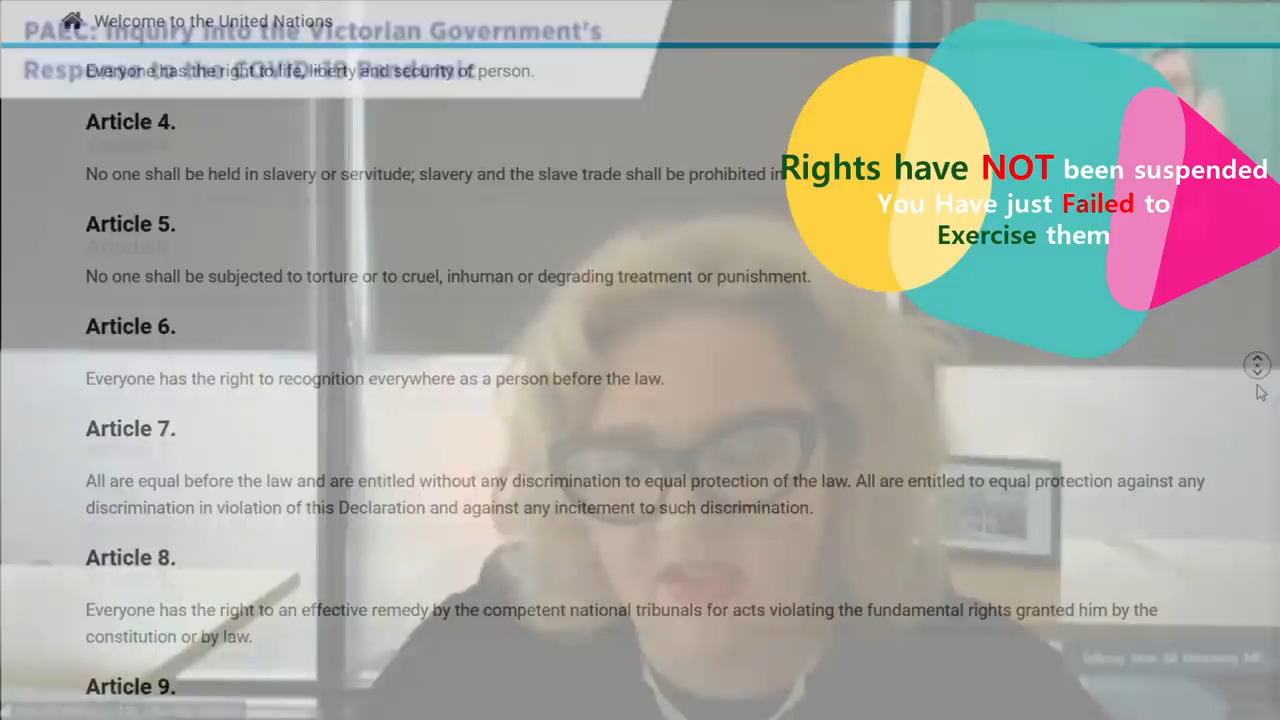 Welcome to the United Nations
PAEC: Inquiry into the Victorian Government's
Response to the COVID-19 Pandemic
Everyone has the right to life, liberty and security of person.
Article 4.
No one shall be held in slavery or servitude; slavery and the slave trade shall be prohibited in
Rights have NOT been suspended
You Have just Failed to
Exercise them
Article 5.
No one shall be subjected to torture or to cruel, inhuman or degrading treatment or punishment.
Article 6.
Everyone has the right to recognition everywhere as a person before the law.
Article 7.
All are equal before the law and are entitled without any discrimination to equal protection of the law. All are entitled to equal protection against any
discrimination in violation of this Declaration and against any incitement to such discrimination.
Article 8.
Everyone has the right to an effective remedy by the competent national tribunals for acts violating the fundamental rights granted him by the
constitution or by law.
Article 9.